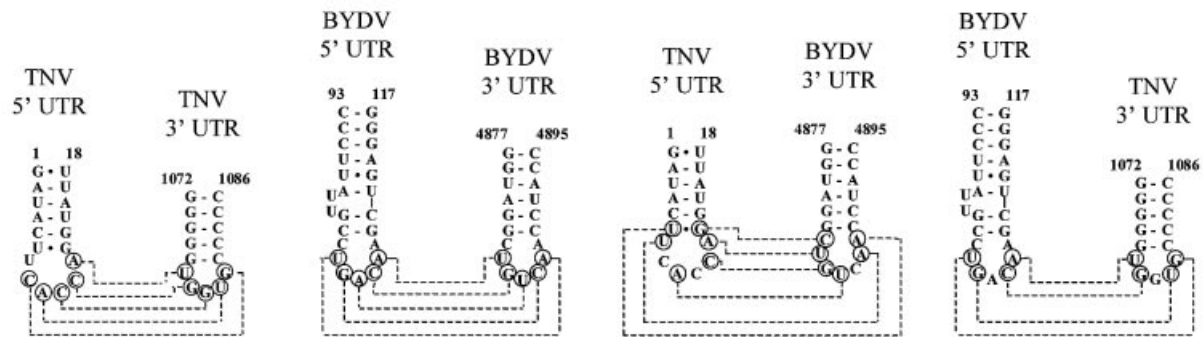 TNV
5' UTR
TNV
3' UTR
1 18
G • U
A - U
U - A
A - U
C - G
U • G
U A
C C
A C
1072 1086
G - C
G - C
G - C
G - C
G - C
U G
G U
G
BYDV
5' UTR
BYDV
3' UTR
93 117
C - G
C - G
C - G
U - A
U • G
A - U
U
U
G - C
C - G
C A
U A
G C
A
4877 4895
G - C
G - C
U - A
A - U
G - C
G - C
C A
U A
G C
U
TNV
5' UTR
BYDV
3' UTR
1 18
G • U
A - U
U - A
A - U
C - G
U • G
U A
C C
A C
4877 4895
G - C
G - C
U - A
A - U
G - C
G - C
C A
U A
G C
U
BYDV
5' UTR
TNV
3' UTR
93 117
C - G
C - G
C - G
U - A
U • G
A - U
U
U
G - C
C - G
C A
U A
G C
A
1072 1086
G - C
G - C
G - C
G - C
G - C
U G
G U
G